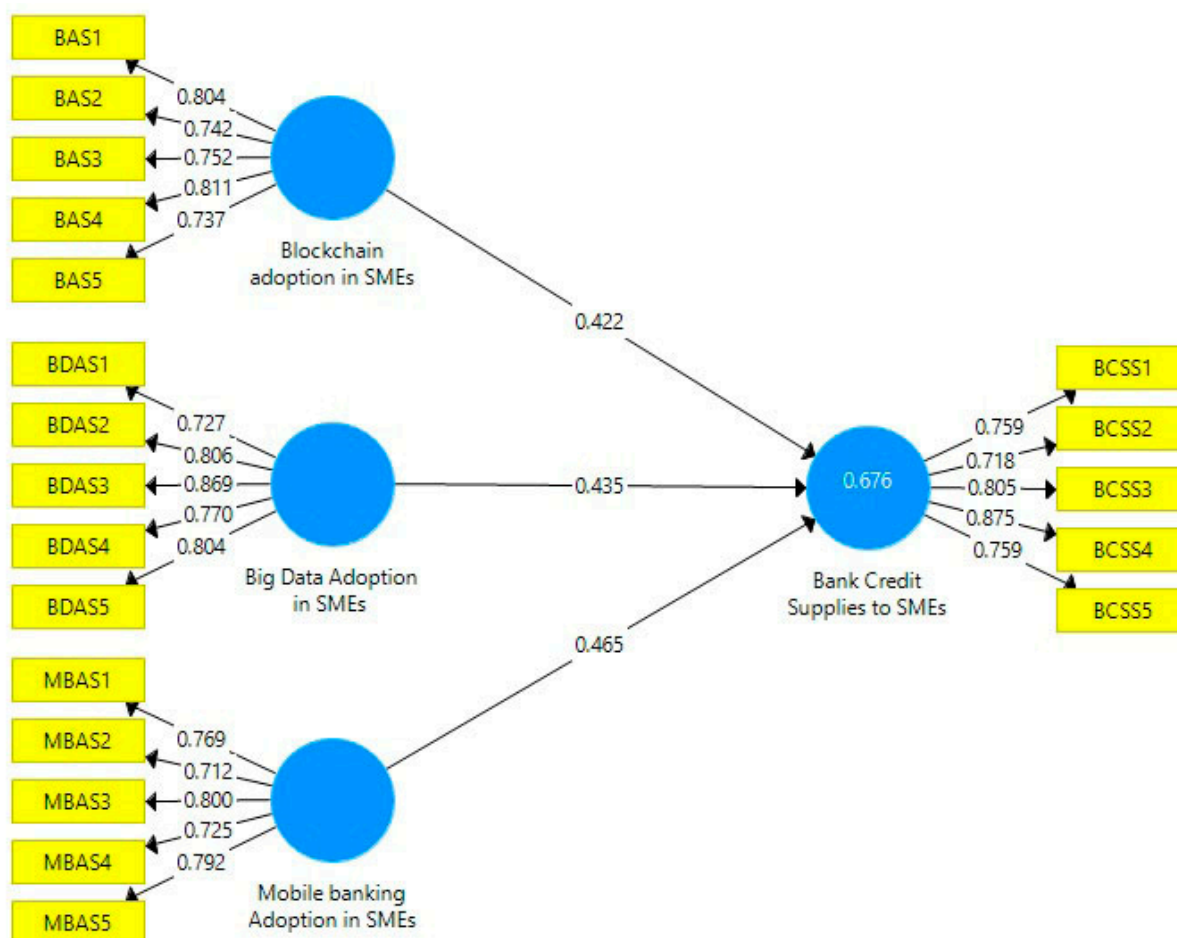 BAS1
BAS2
BAS3
BAS4
BAS5
0.804
0.742
0.752
0.811
0.737
Blockchain
adoption in SMEs
0.422
BDAS1
BDAS2
BDAS3
BDAS4
BDAS5
0.727
0.806
0.869
0.770
0.804
Big Data Adoption
in SMEs
0.435
MBAS1
MBAS2
MBAS3
MBAS4
MBAS5
0.769
0.712
0.800
0.725
0.792
Mobile banking
Adoption in SMEs
0.465
0.676
Bank Credit
Supplies to SMEs
0.759
0.718
0.805
0.875
0.759
BCSS1
BCSS2
BCSS3
BCSS4
BCSS5